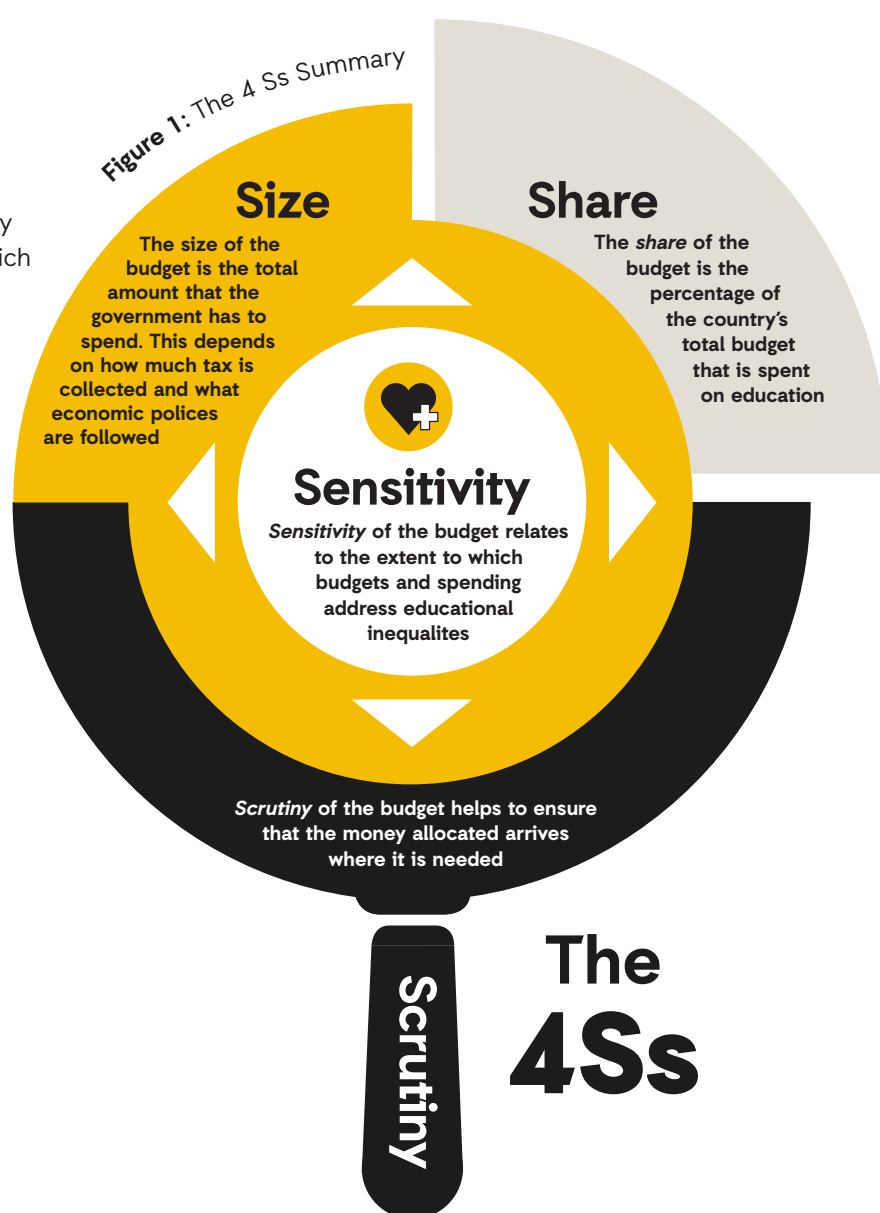 Figure 1: The 4 Ss Summary
y
ich
Size
The size of the
budget is the total
amount that the
government has to
spend. This depends
on how much tax is
collected and what
economic polices
are followed
Share
The share of the
budget is the
percentage of
the country's
total budget
that is spent
on education
Sensitivity
Sensitivity of the budget relates
to the extent to which
budgets and spending
address educational
inequalites
Scrutiny of the budget helps to ensure
that the money allocated arrives
where it is needed
Scrutiny
The
4Ss